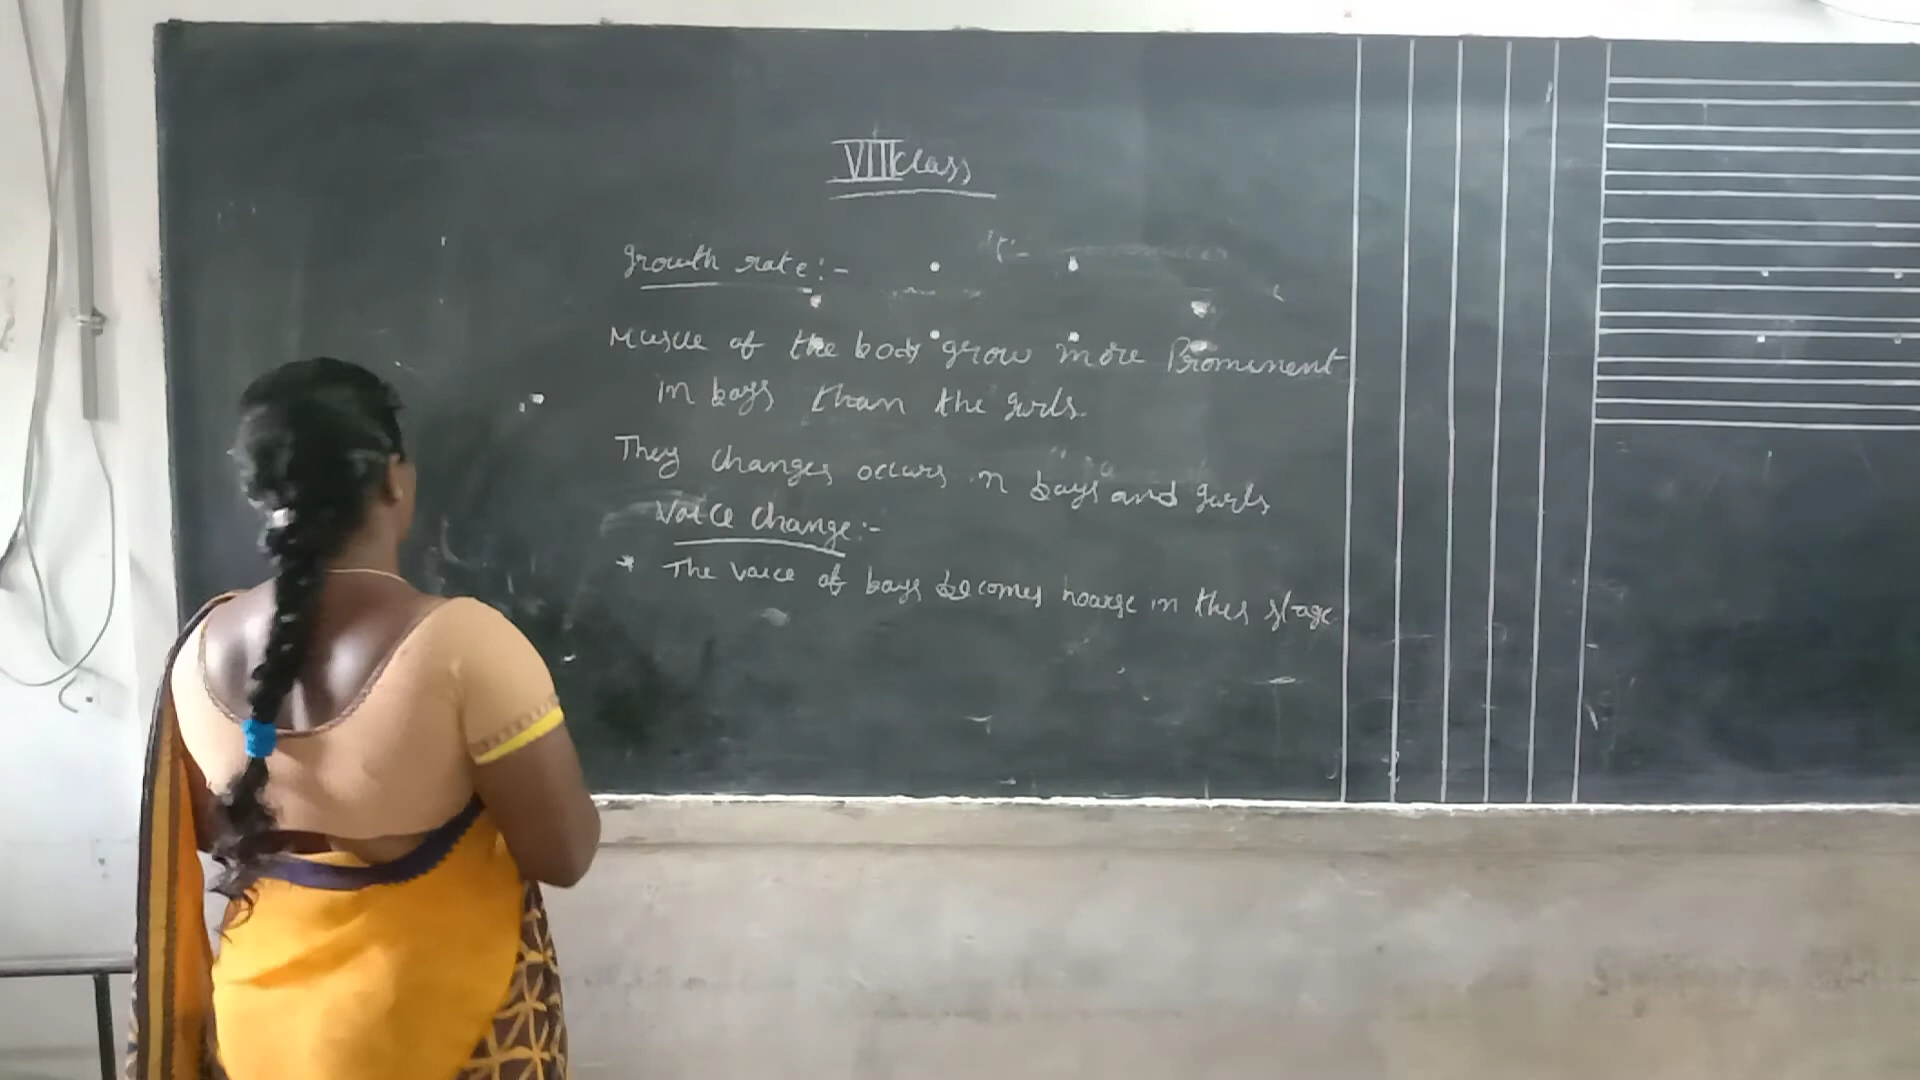 VIII class
Growth rate:-
Muscle of the body grow more Prominent
in boys than the girls.
They changes occurs in boys and girls
Voice change:-
* The voice of boys becomes hoarse in this stage.